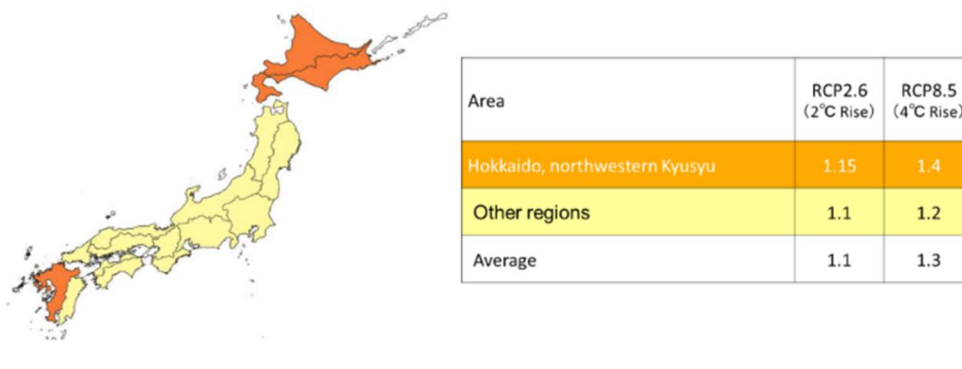 Area RCP2.6 (2℃ Rise) RCP8.5 (4℃ Rise)
Hokkaido, northwestern Kyusyu 1.15 1.4
Other regions 1.1 1.2
Average 1.1 1.3